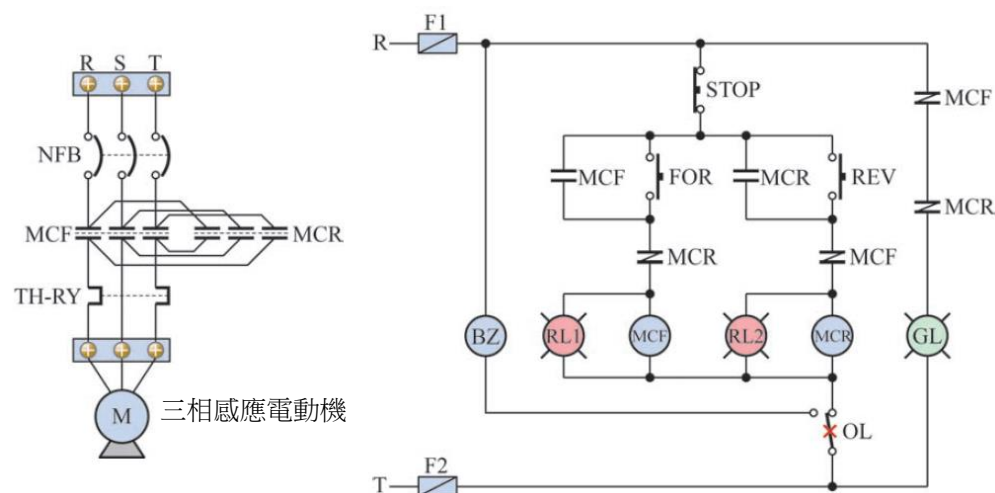 R S T
NFB
MCF
MCR
TH-RY
M
三相感應電動機
F1
R
STOP
MCF
MCF
FOR
MCR
REV
MCR
MCR
MCF
BZ
RL1
MCF
RL2
MCR
GL
OL
F2
T